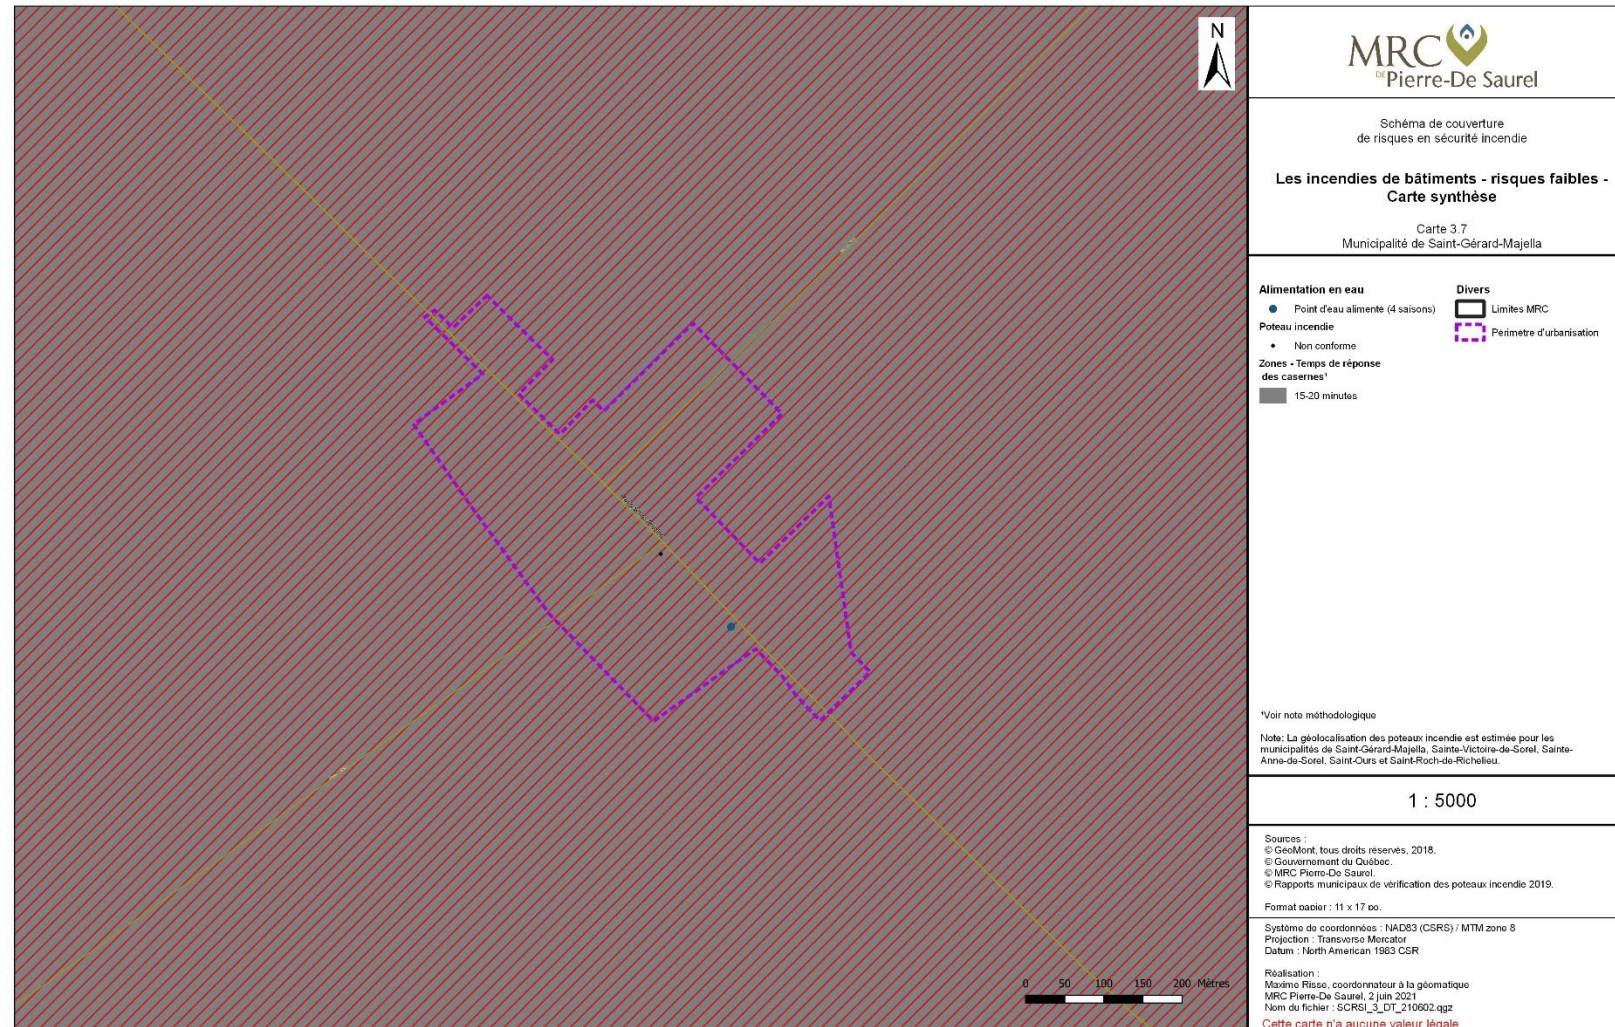 N
MRC
DE Pierre-De Saurel
Schéma de couverture
de risques en sécurité incendie
Les incendies de bâtiments - risques faibles -
Carte synthèse
Carte 3.7
Municipalité de Saint-Gérard-Majella
Alimentation en eau
Point d'eau alimenté (4 saisons)
Poteau incendie
Non conforme
Zones - Temps de réponse
des casernes¹
15-20 minutes
Divers
Limites MRC
Périmètre d'urbanisation
¹Voir note méthodologique
Note: La géolocalisation des poteaux incendie est estimée pour les
municipalités de Saint-Gérard-Majella, Sainte-Victoire-de-Sorel, Sainte-
Anne-de-Sorel, Saint-Ours et Saint-Roch-de-Richelieu.
1 : 5000
Sources :
© GéoMont, tous droits réservés, 2018.
© Gouvernement du Québec.
© MRC Pierre-De Saurel.
© Rapports municipaux de vérification des poteaux incendie 2019.
Format papier : 11 x 17 po.
Système de coordonnées : NAD83 (CSRS) / MTM zone 8
Projection : Transverse Mercator
Datum : North American 1983 CSR
Réalisation :
Maxime Risse, coordonnateur à la géomatique
MRC Pierre-De Saurel, 2 juin 2021
Nom du fichier : SCRSI_3_DT_210602.qgz
Cette carte n'a aucune valeur légale
0 50 100 150 200 Mètres